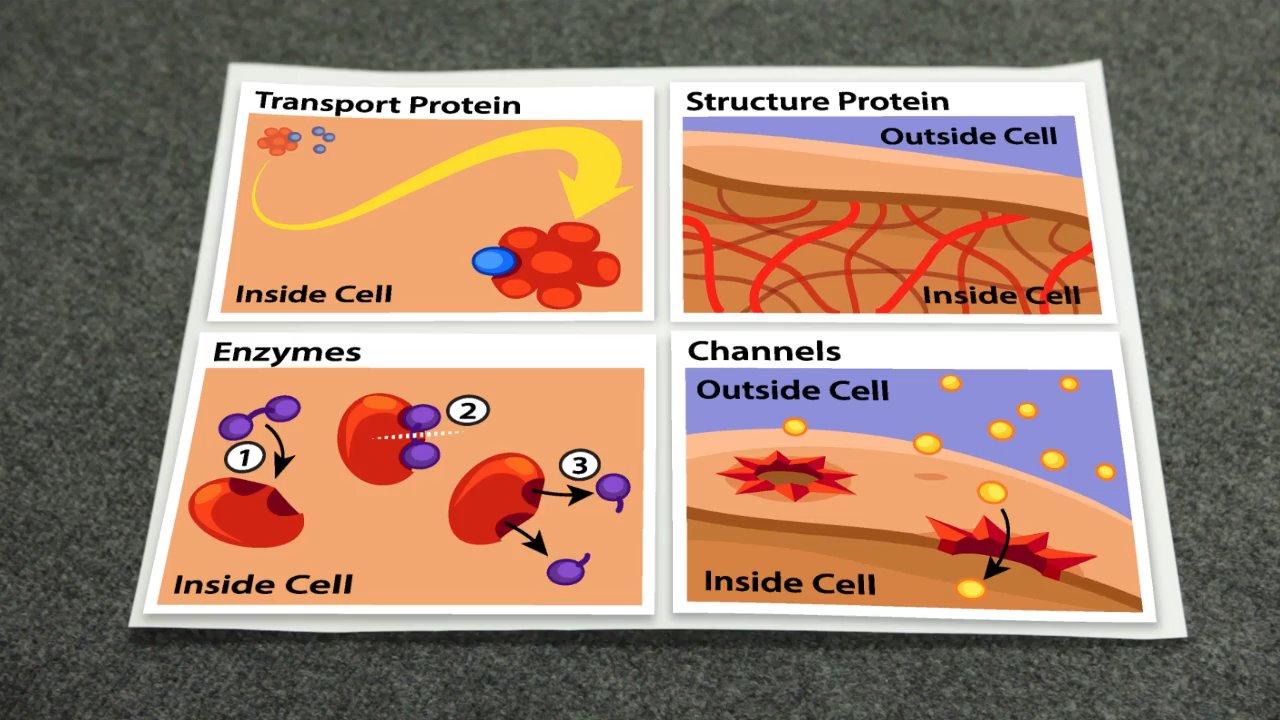 Transport Protein
Inside Cell
Structure Protein
Outside Cell
Inside Cell
Enzymes
1
2
3
Inside Cell
Channels
Outside Cell
Inside Cell